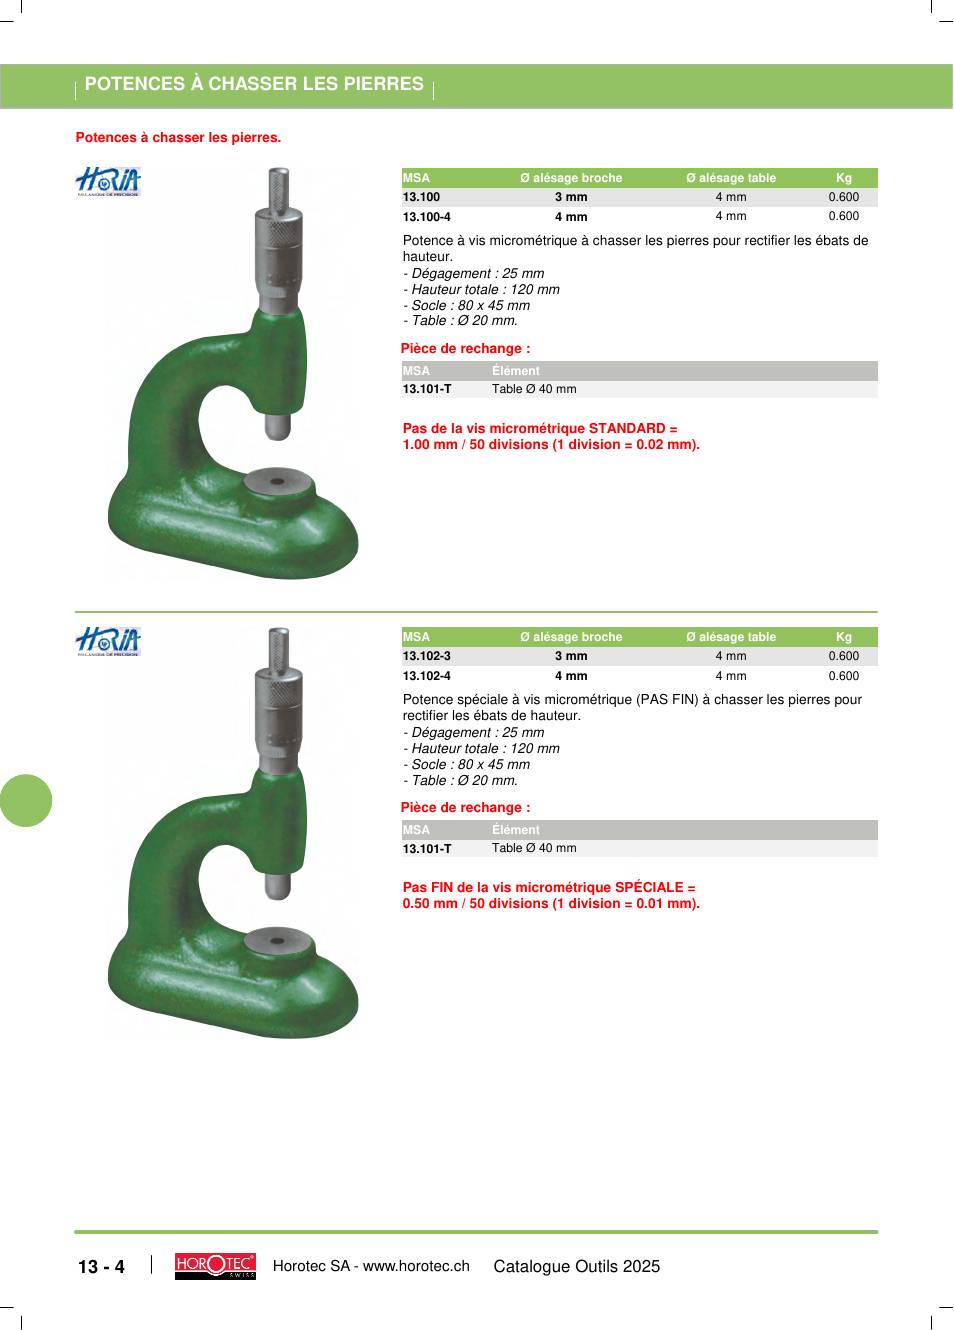 POTENCES À CHASSER LES PIERRES
Potences à chasser les pierres.
HORIA
MSA Ø alésage broche Ø alésage table Kg
13.100 3 mm 4 mm 0.600
13.100-4 4 mm 4 mm 0.600
Potence à vis micrométrique à chasser les pierres pour rectifier les ébats de
hauteur.
- Dégagement : 25 mm
- Hauteur totale : 120 mm
- Socle : 80 x 45 mm
- Table : Ø 20 mm.
Pièce de rechange :
MSA Élément
13.101-T Table Ø 40 mm
Pas de la vis micrométrique STANDARD =
1.00 mm / 50 divisions (1 division = 0.02 mm).
HORIA
MSA Ø alésage broche Ø alésage table Kg
13.102-3 3 mm 4 mm 0.600
13.102-4 4 mm 4 mm 0.600
Potence spéciale à vis micrométrique (PAS FIN) à chasser les pierres pour
rectifier les ébats de hauteur.
- Dégagement : 25 mm
- Hauteur totale : 120 mm
- Socle : 80 x 45 mm
- Table : Ø 20 mm.
Pièce de rechange :
MSA Élément
13.101-T Table Ø 40 mm
Pas FIN de la vis micrométrique SPÉCIALE =
0.50 mm / 50 divisions (1 division = 0.01 mm).
13 - 4 HOROTEC® SWISS Horotec SA - www.horotec.ch Catalogue Outils 2025